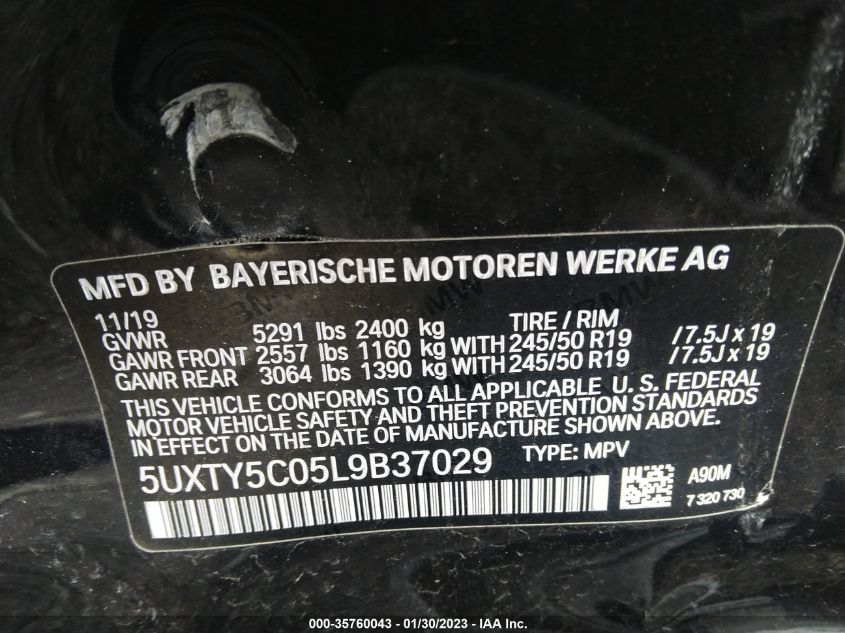 MFD BY BAYERISCHE MOTOREN WERKE AG
11/19 TIRE / RIM
GVWR 5291 lbs 2400 kg
GAWR FRONT 2557 lbs 1160 kg WITH 245/50 R19 /7.5J x 19
GAWR REAR 3064 lbs 1390 kg WITH 245/50 R19 /7.5J x 19
THIS VEHICLE CONFORMS TO ALL APPLICABLE U. S. FEDERAL
MOTOR VEHICLE SAFETY AND THEFT PREVENTION STANDARDS
IN EFFECT ON THE DATE OF MANUFACTURE SHOWN ABOVE.
5UXTY5C05L9B37029 TYPE: MPV
A90M
7 320 730
000-35760043 - 01/30/2023 - IAA Inc.